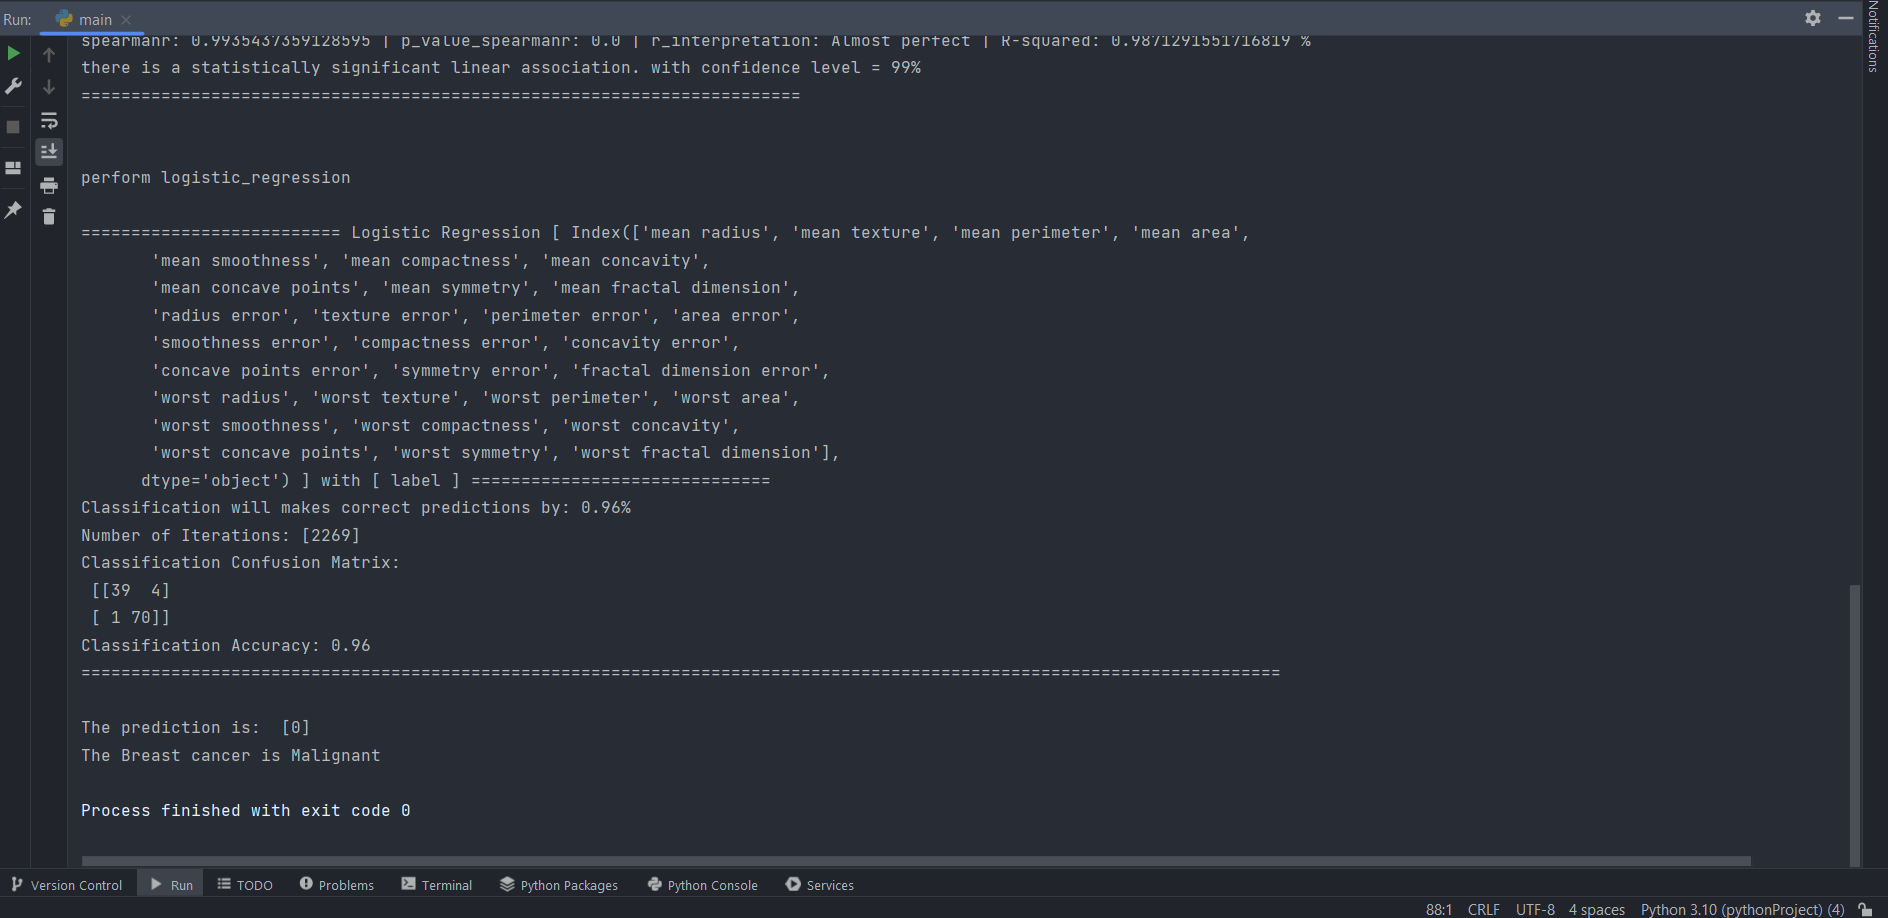 Run: main
Notifications
spearmanr: 0.9935437359128595 | p_value_spearmanr: 0.0 | r_interpretation: Almost perfect | R-squared: 0.9871291551716819 %
there is a statistically significant linear association. with confidence level = 99%
========================================================================
perform logistic_regression
========================== Logistic Regression [ Index(['mean radius', 'mean texture', 'mean perimeter', 'mean area',
'mean smoothness', 'mean compactness', 'mean concavity',
'mean concave points', 'mean symmetry', 'mean fractal dimension',
'radius error', 'texture error', 'perimeter error', 'area error',
'smoothness error', 'compactness error', 'concavity error',
'concave points error', 'symmetry error', 'fractal dimension error',
'worst radius', 'worst texture', 'worst perimeter', 'worst area',
'worst smoothness', 'worst compactness', 'worst concavity',
'worst concave points', 'worst symmetry', 'worst fractal dimension'],
dtype='object') ] with [ label ] ==============================
Classification will makes correct predictions by: 0.96%
Number of Iterations: [2269]
Classification Confusion Matrix:
[[39  4]
[ 1 70]]
Classification Accuracy: 0.96
========================================================================================================================
The prediction is:  [0]
The Breast cancer is Malignant
Process finished with exit code 0
Version Control Run TODO Problems Terminal Python Packages Python Console Services
88:1 CRLF UTF-8 4 spaces Python 3.10 (pythonProject) (4)